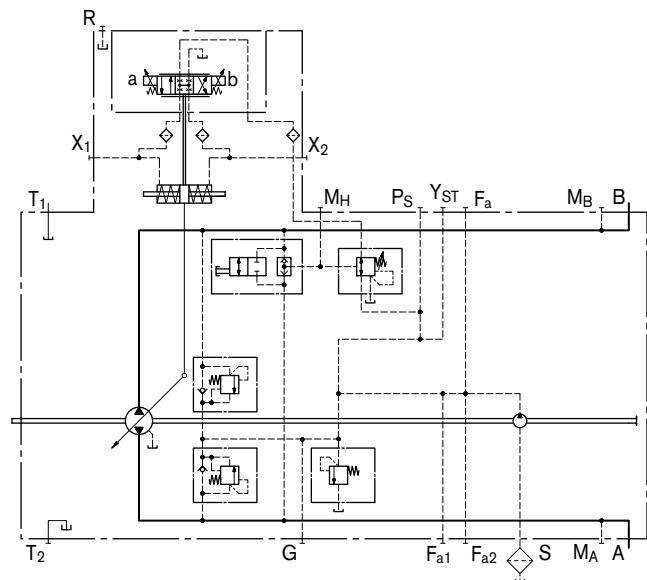 R
a b
X1 X2
T1 MH PS YST Fa MB B
T2 G Fa1 Fa2 S MA A